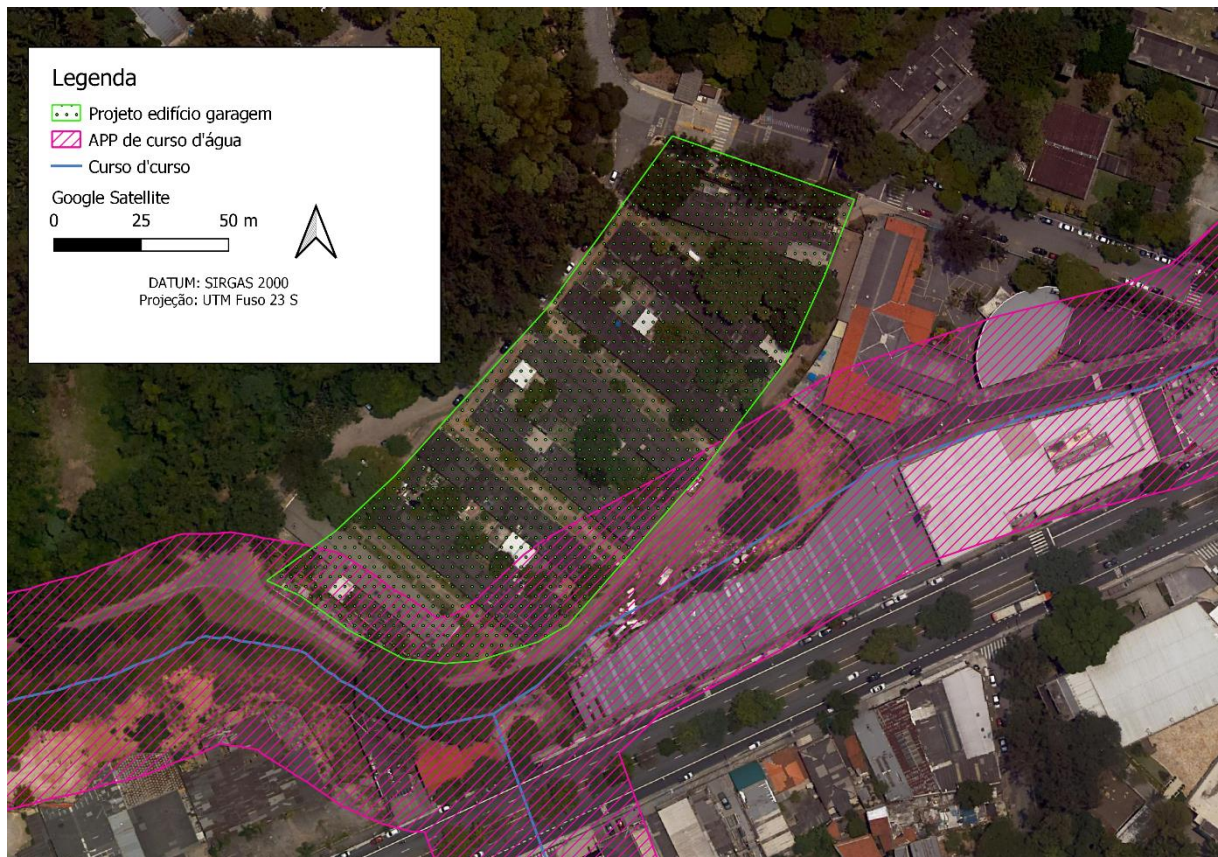 Legenda
Projeto edifício garagem
APP de curso d'água
Curso d'curso
Google Satellite
0 25 50 m
DATUM: SIRGAS 2000
Projeção: UTM Fuso 23 S